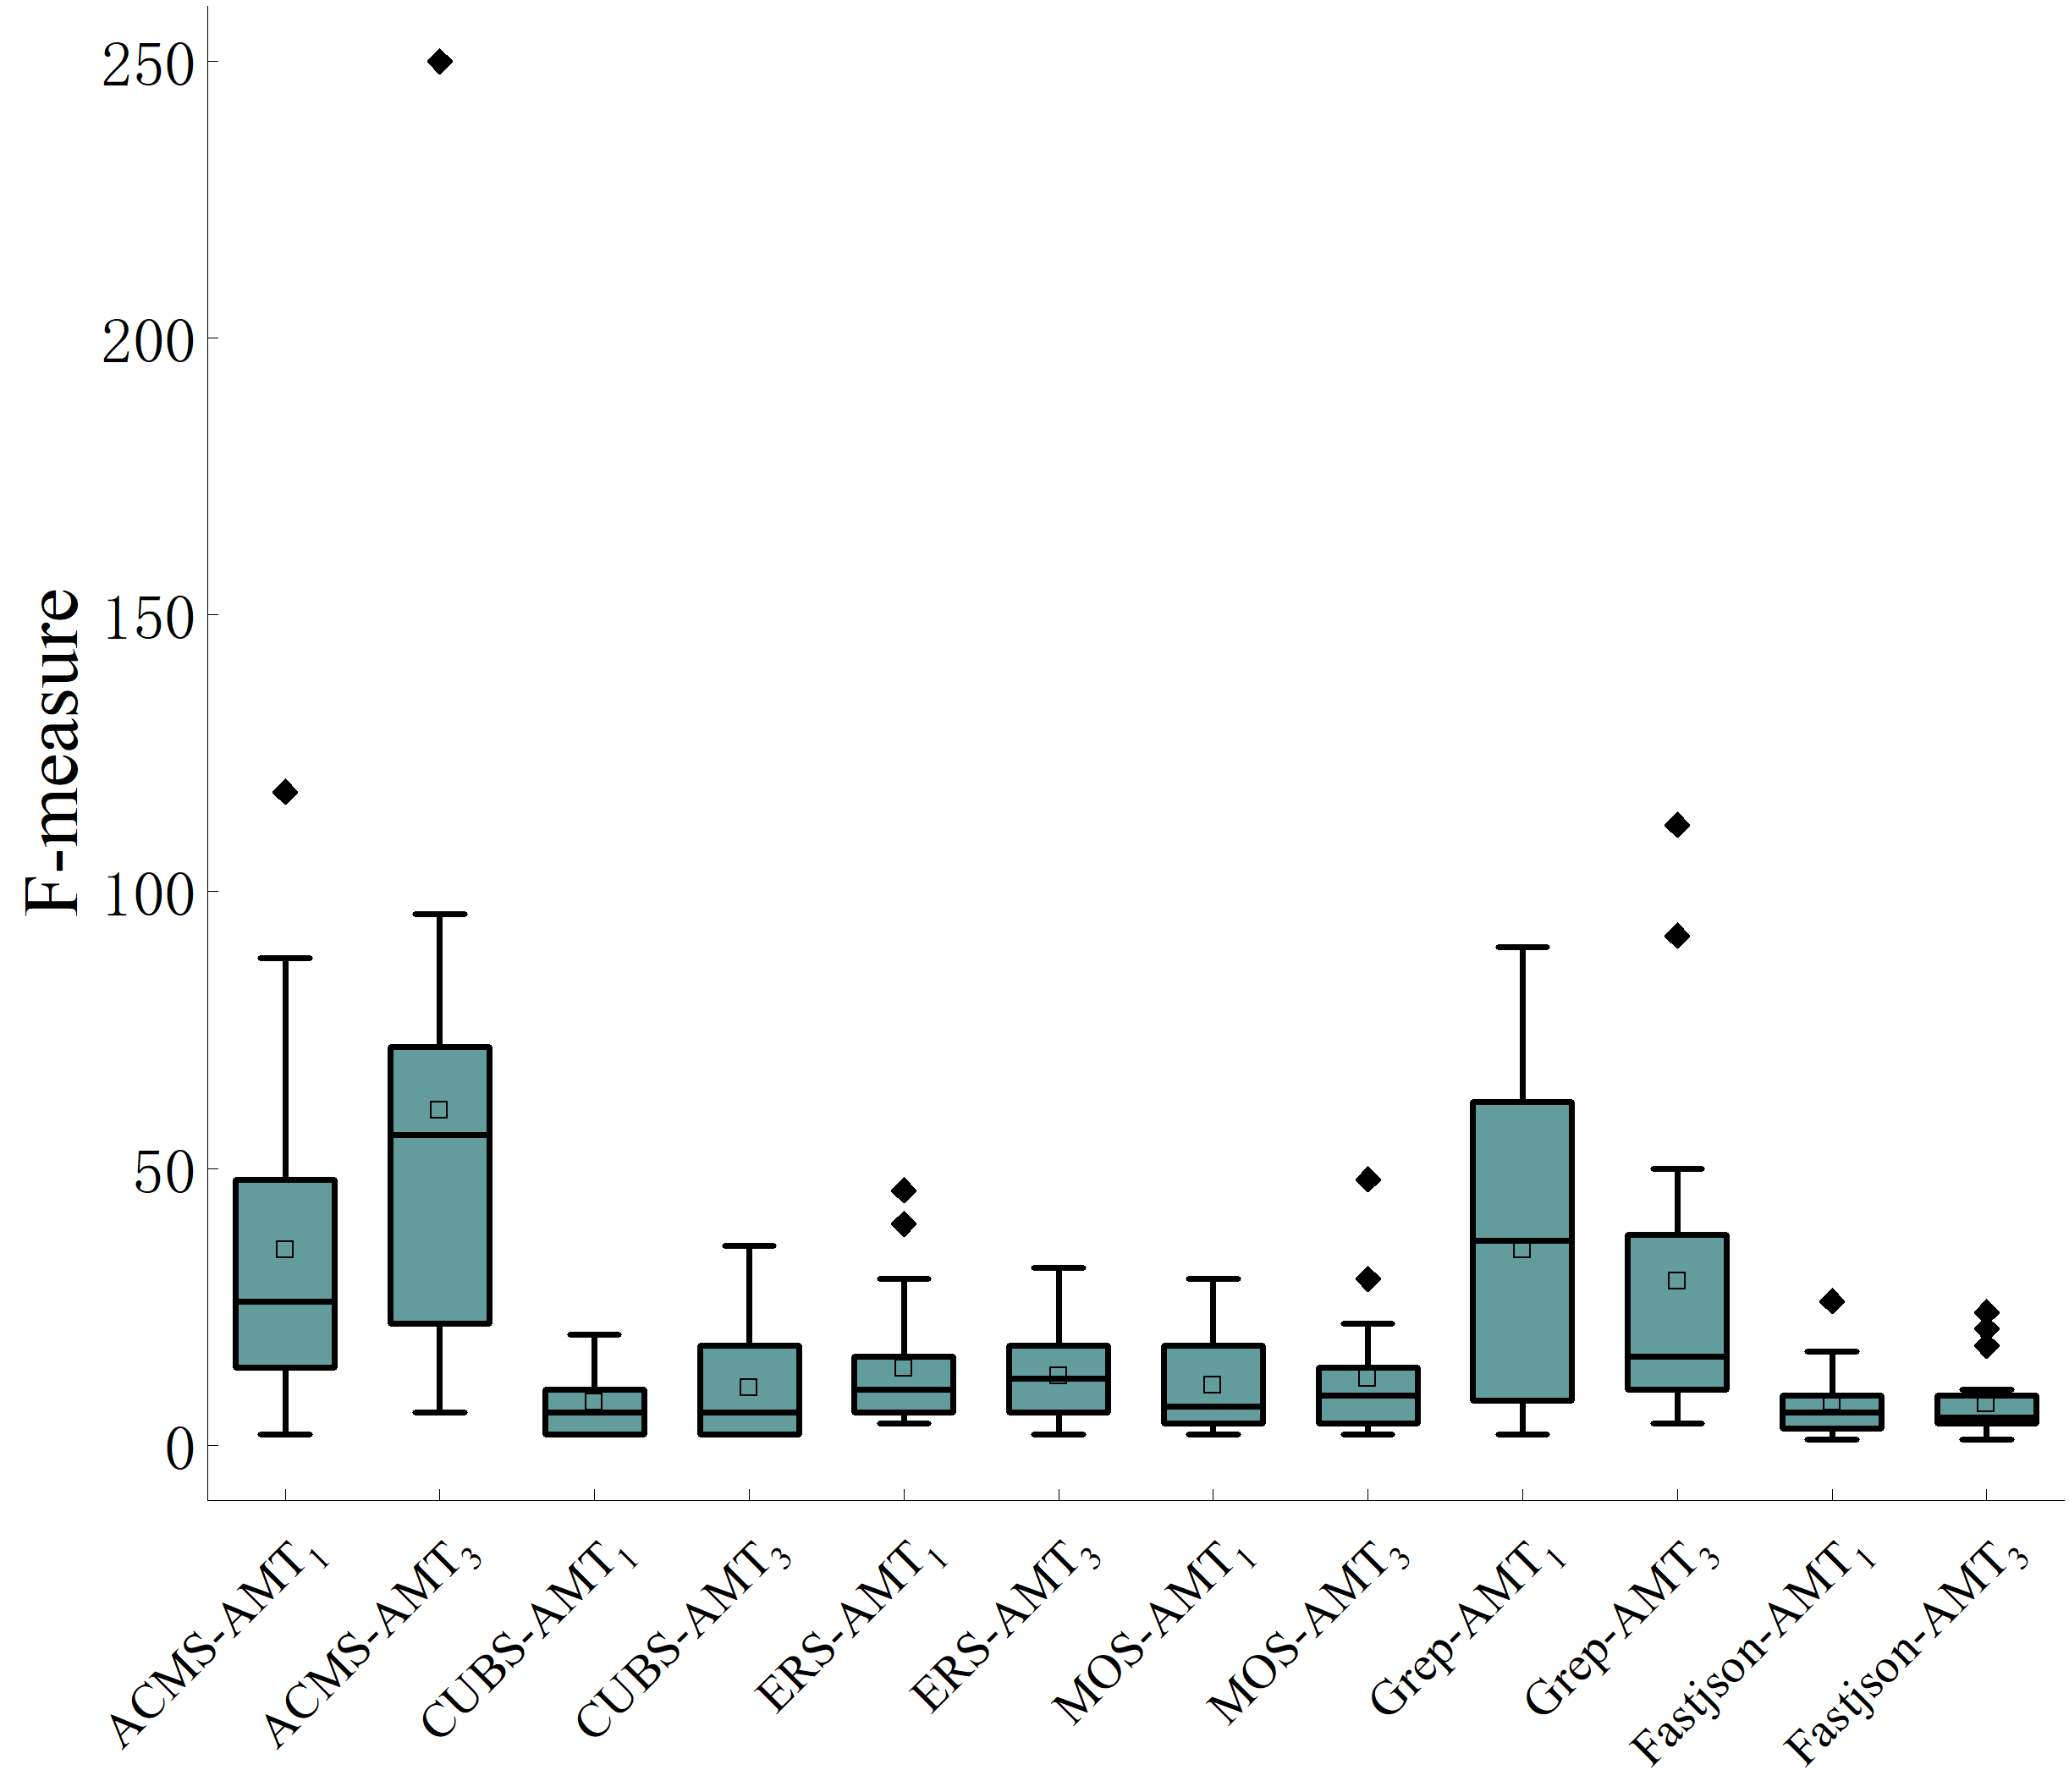 F-measure
250
200
150
100
50
0
ACMS-AMT₁
ACMS-AMT₃
CUBS-AMT₁
CUBS-AMT₃
ERS-AMT₁
ERS-AMT₃
MOS-AMT₁
MOS-AMT₃
Grep-AMT₁
Grep-AMT₃
Fastjson-AMT₁
Fastjson-AMT₃